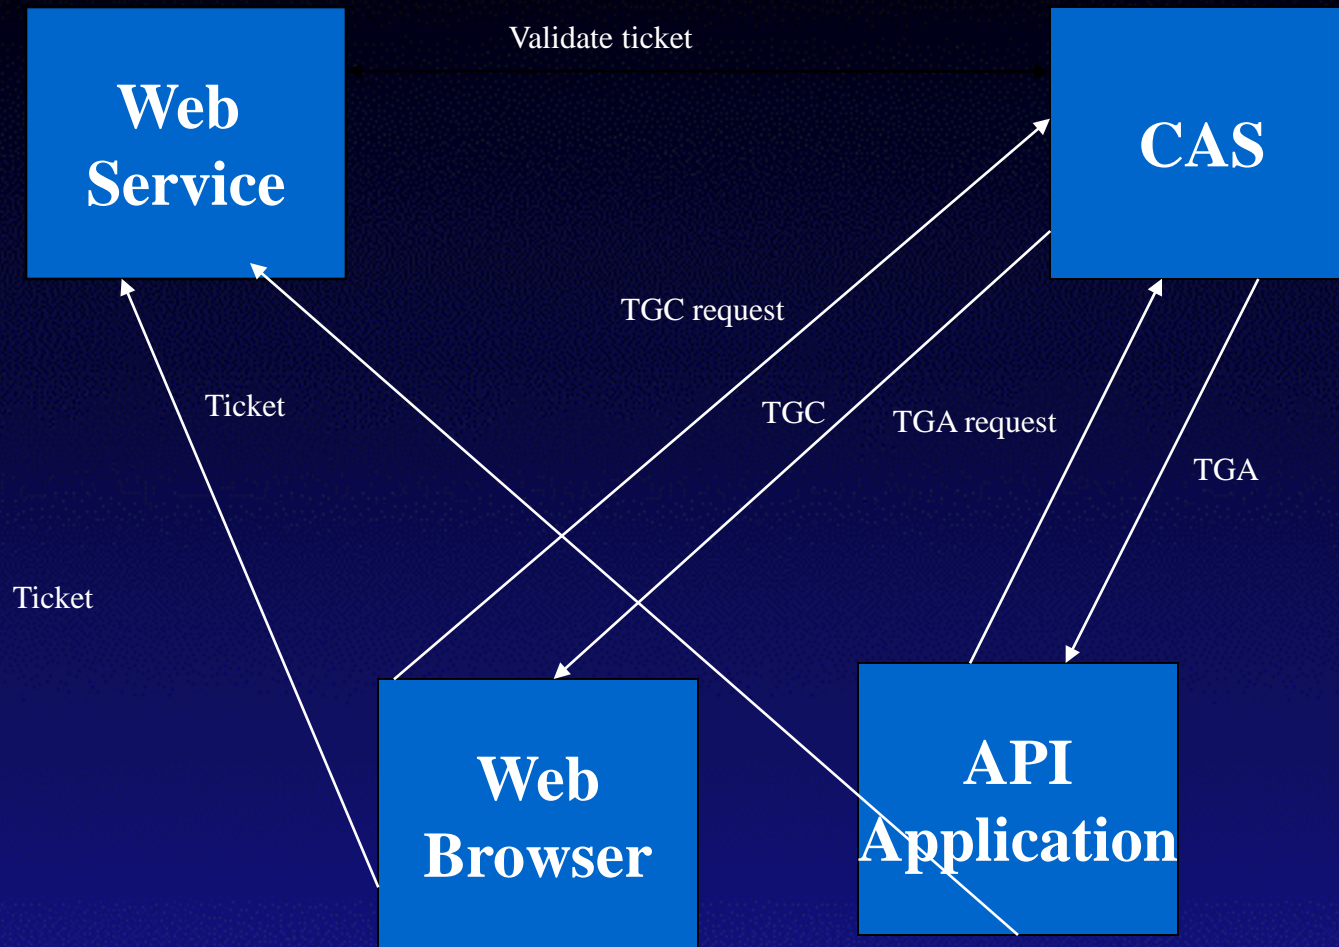 Validate ticket
Web
Service
CAS
TGC request
Ticket
TGC
TGA request
TGA
Ticket
Web
Browser
API
Application